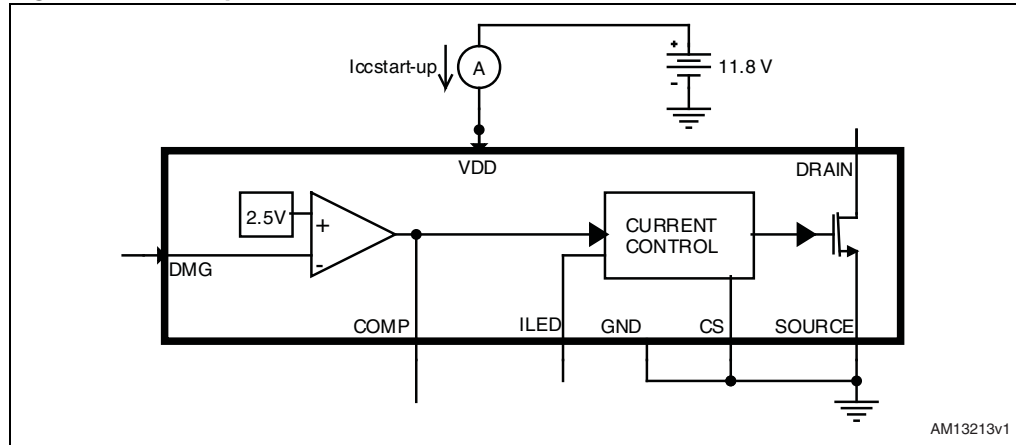 Iccstart-up
A
+
-
11.8 V
VDD
DRAIN
2.5V
+
-
CURRENT
CONTROL
DMG
COMP
ILED
GND
CS
SOURCE
AM13213v1